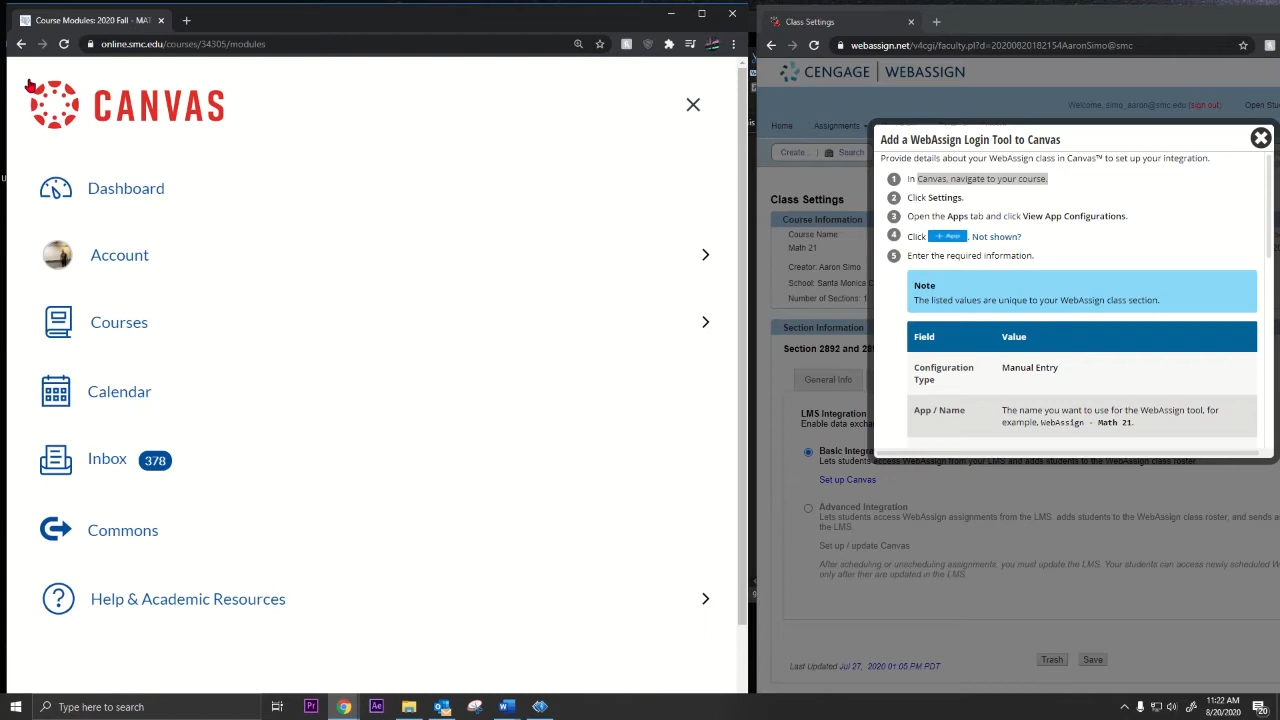 Course Modules: 2020 Fall - MAT
online.smc.edu/courses/34305/modules
CANVAS
Dashboard
Account
Courses
Calendar
Inbox 378
Commons
Help & Academic Resources
Class Settings
webassign.net/v4cgi/faculty.pl?d=20200820182154AaronSimo@smc
CENGAGE | WEBASSIGN
Welcome, simo_aaron@smc.edu (sign out) Open Stu
Home Assignments
Create... Search
Class Settings
Course Information
Course Name:
Math 21
Creator: Aaron Simo
School: Santa Monica C
Number of Sections: 1
Section Information
Section 2892 and 28
General Info
LMS Integration
Enable data exchan
Basic Integra
Lets students access WebAssign from your LMS and adds students to the WebAssign class roster.
Set up Canvas
Advanced Integration
Lets students access WebAssign assignments from the LMS, adds students to the WebAssign class roster, and sends a
the LMS.
Set up / update Canvas
After scheduling or unscheduling assignments, you must update the LMS. Your students can access newly scheduled W
only after they are updated in the LMS.
Last Updated Jul 27, 2020 01:05 PM PDT
Trash Save
Add a WebAssign Login Tool to Canvas
Provide details about your WebAssign class in Canvas™ to set up your integration.
1 In Canvas, navigate to your course.
2 Click Settings.
3 Open the Apps tab and click View App Configurations.
4 Click + App. Not shown?
5 Enter the required information.
Note
The listed values are unique to your WebAssign class section.
Field Value
Configuration Manual Entry
Type
App / Name The name you want to use for the WebAssign tool, for
example, WebAssign - Math 21.
Type here to search
Pr
Ae
11:22 AM
8/20/2020
20